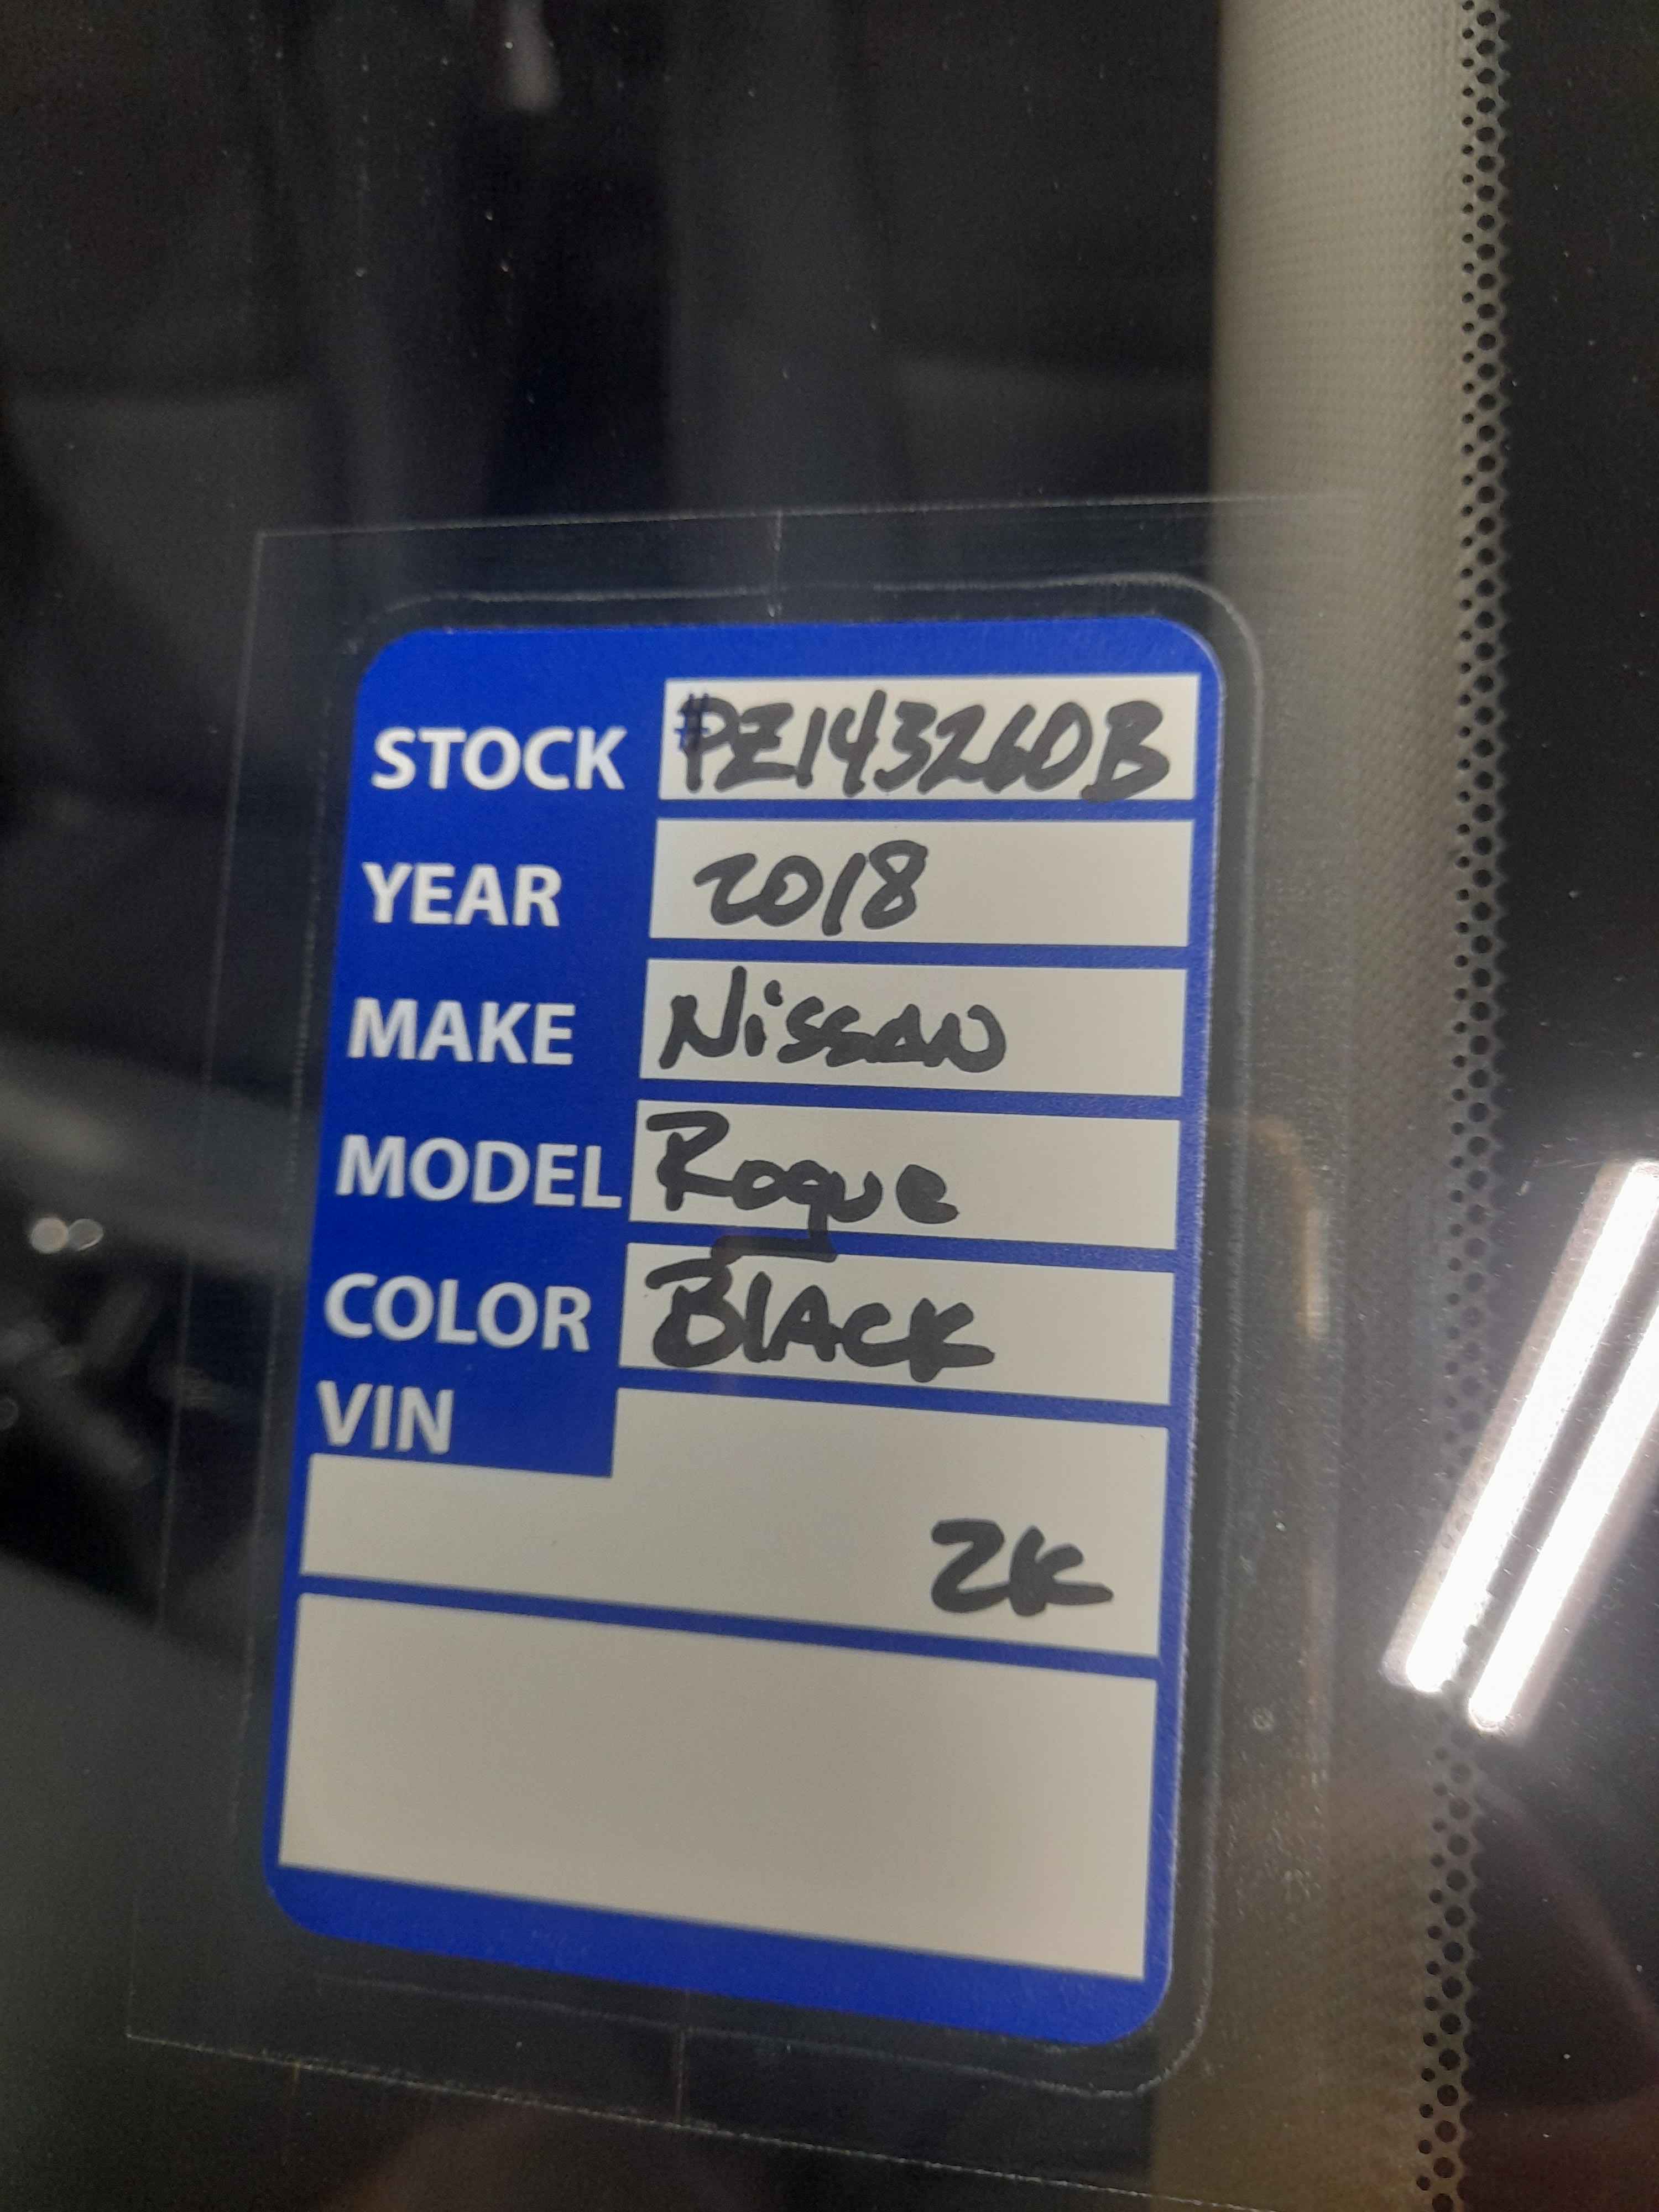 STOCK #PZ143260B
YEAR 2018
MAKE Nissan
MODEL Rogue
COLOR BlACK
VIN
2K